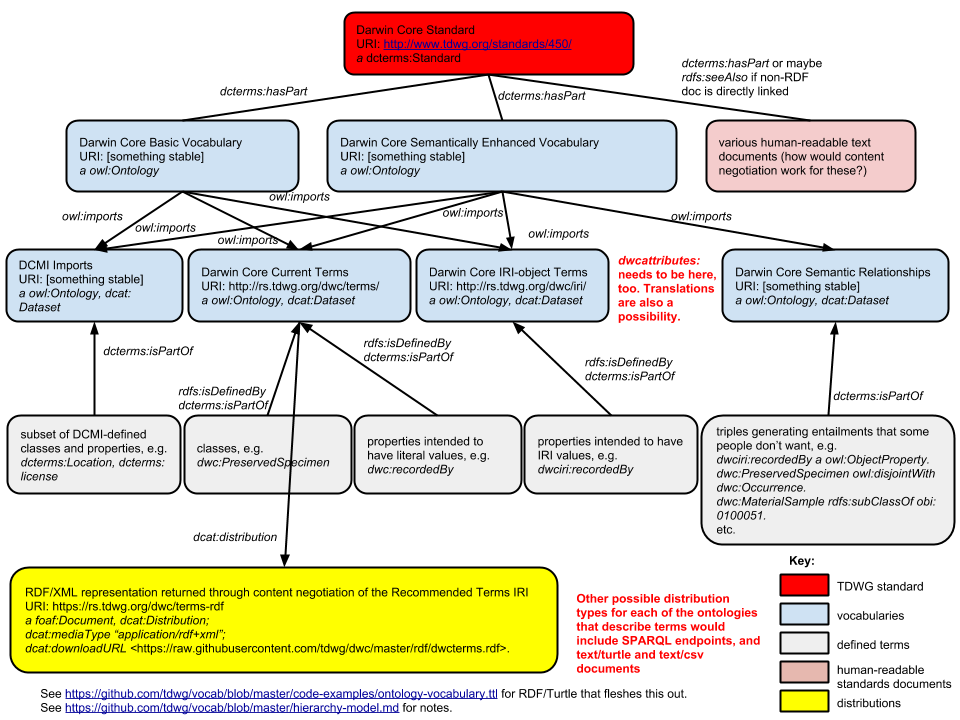 Darwin Core Standard
URI: http://www.tdwg.org/standards/450/
a dcterms:Standard
dcterms:hasPart
dcterms:hasPart
dcterms:hasPart or maybe
rdfs:seeAlso if non-RDF
doc is directly linked
Darwin Core Basic Vocabulary
URI: [something stable]
a owl:Ontology
Darwin Core Semantically Enhanced Vocabulary
URI: [something stable]
a owl:Ontology
various human-readable text
documents (how would content
negotiation work for these?)
owl:imports
owl:imports
owl:imports
owl:imports
owl:imports
owl:imports
DCMI Imports
URI: [something stable]
a owl:Ontology, dcat:
Dataset
Darwin Core Current Terms
URI: http://rs.tdwg.org/dwc/terms/
a owl:Ontology, dcat:Dataset
Darwin Core IRI-object Terms
URI: http://rs.tdwg.org/dwc/iri/
a owl:Ontology, dcat:Dataset
dwcattributes:
needs to be here,
too. Translations
are also a
possibility.
Darwin Core Semantic Relationships
URI: [something stable]
a owl:Ontology, dcat:Dataset
dcterms:isPartOf
rdfs:isDefinedBy
dcterms:isPartOf
rdfs:isDefinedBy
dcterms:isPartOf
rdfs:isDefinedBy
dcterms:isPartOf
dcterms:isPartOf
subset of DCMI-defined
classes and properties, e.g.
dcterms:Location, dcterms:
license
classes, e.g.
dwc:PreservedSpecimen
properties intended to
have literal values, e.g.
dwc:recordedBy
properties intended to have
IRI values, e.g.
dwciri:recordedBy
triples generating entailments that some
people don't want, e.g.
dwciri:recordedBy a owl:ObjectProperty.
dwc:PreservedSpecimen owl:disjointWith
dwc:Occurrence.
dwc:MaterialSample rdfs:subClassOf obi:
0100051.
etc.
dcat:distribution
RDF/XML representation returned through content negotiation of the Recommended Terms IRI
URI: https://rs.tdwg.org/dwc/terms-rdf
a foaf:Document, dcat:Distribution;
dcat:mediaType "application/rdf+xml";
dcat:downloadURL <https://raw.githubusercontent.com/tdwg/dwc/master/rdf/dwcterms.rdf>.
Other possible distribution
types for each of the ontologies
that describe terms would
include SPARQL endpoints, and
text/turtle and text/csv
documents
Key:
TDWG standard
vocabularies
defined terms
human-readable
standards documents
distributions
See https://github.com/tdwg/vocab/blob/master/code-examples/ontology-vocabulary.ttl for RDF/Turtle that fleshes this out.
See https://github.com/tdwg/vocab/blob/master/hierarchy-model.md for notes.